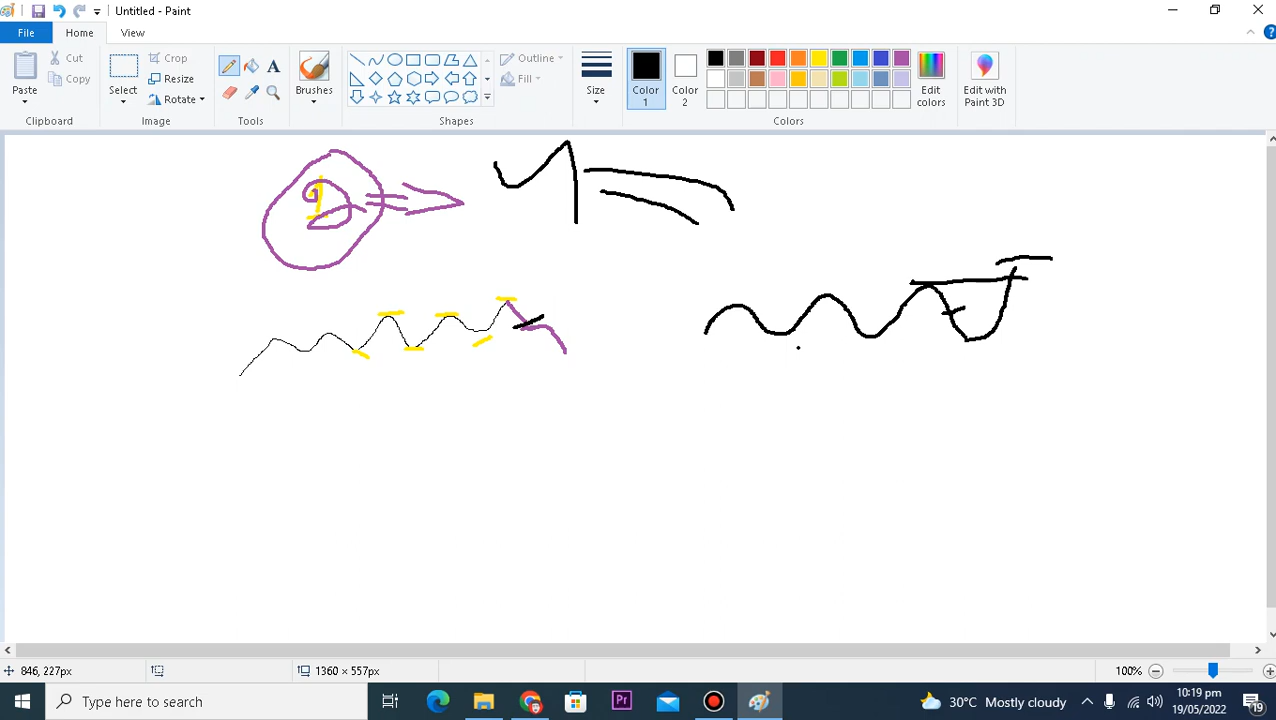 Untitled - Paint
File
Home
View
Paste
Cut
Copy
Clipboard
Select
Crop
Resize
Rotate
Image
A
Tools
Brushes
Outline
Fill
Shapes
Size
Color
1
Color
2
Edit
colors
Edit with
Paint 3D
Colors
846, 227px
1360 × 557px
100%
Type here to search
Pr
30°C Mostly cloudy
10:19 pm
19/05/2022
19